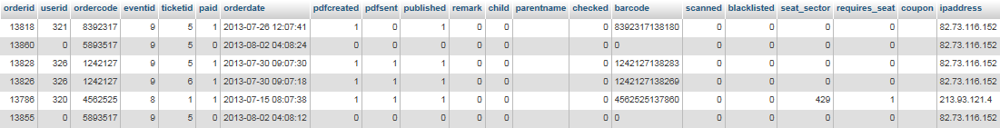 orderid userid ordercode eventid ticketid paid orderdate pdfcreated pdfsent published remark child parentname checked barcode scanned blacklisted seat_sector requires_seat coupon ipaddress
13818 321 8392317 9 5 1 2013-07-26 12:07:41 1 0 1 0 0 0 8392317138180 0 0 0 0 82.73.116.152
13860 0 5893517 9 5 0 2013-08-02 04:08:24 0 0 0 0 0 0 0 0 0 0 0 82.73.116.152
13828 326 1242127 9 5 1 2013-07-30 09:07:30 1 1 1 0 0 0 1242127138283 0 0 0 0 82.73.116.152
13826 326 1242127 9 6 1 2013-07-30 09:07:18 1 1 1 0 0 0 1242127138269 0 0 0 0 82.73.116.152
13786 320 4562525 8 1 1 2013-07-15 08:07:38 1 1 1 0 0 0 4562525137860 0 0 429 1 213.93.121.4
13855 0 5893517 9 5 0 2013-08-02 04:08:12 0 0 0 0 0 0 0 0 0 0 0 82.73.116.152